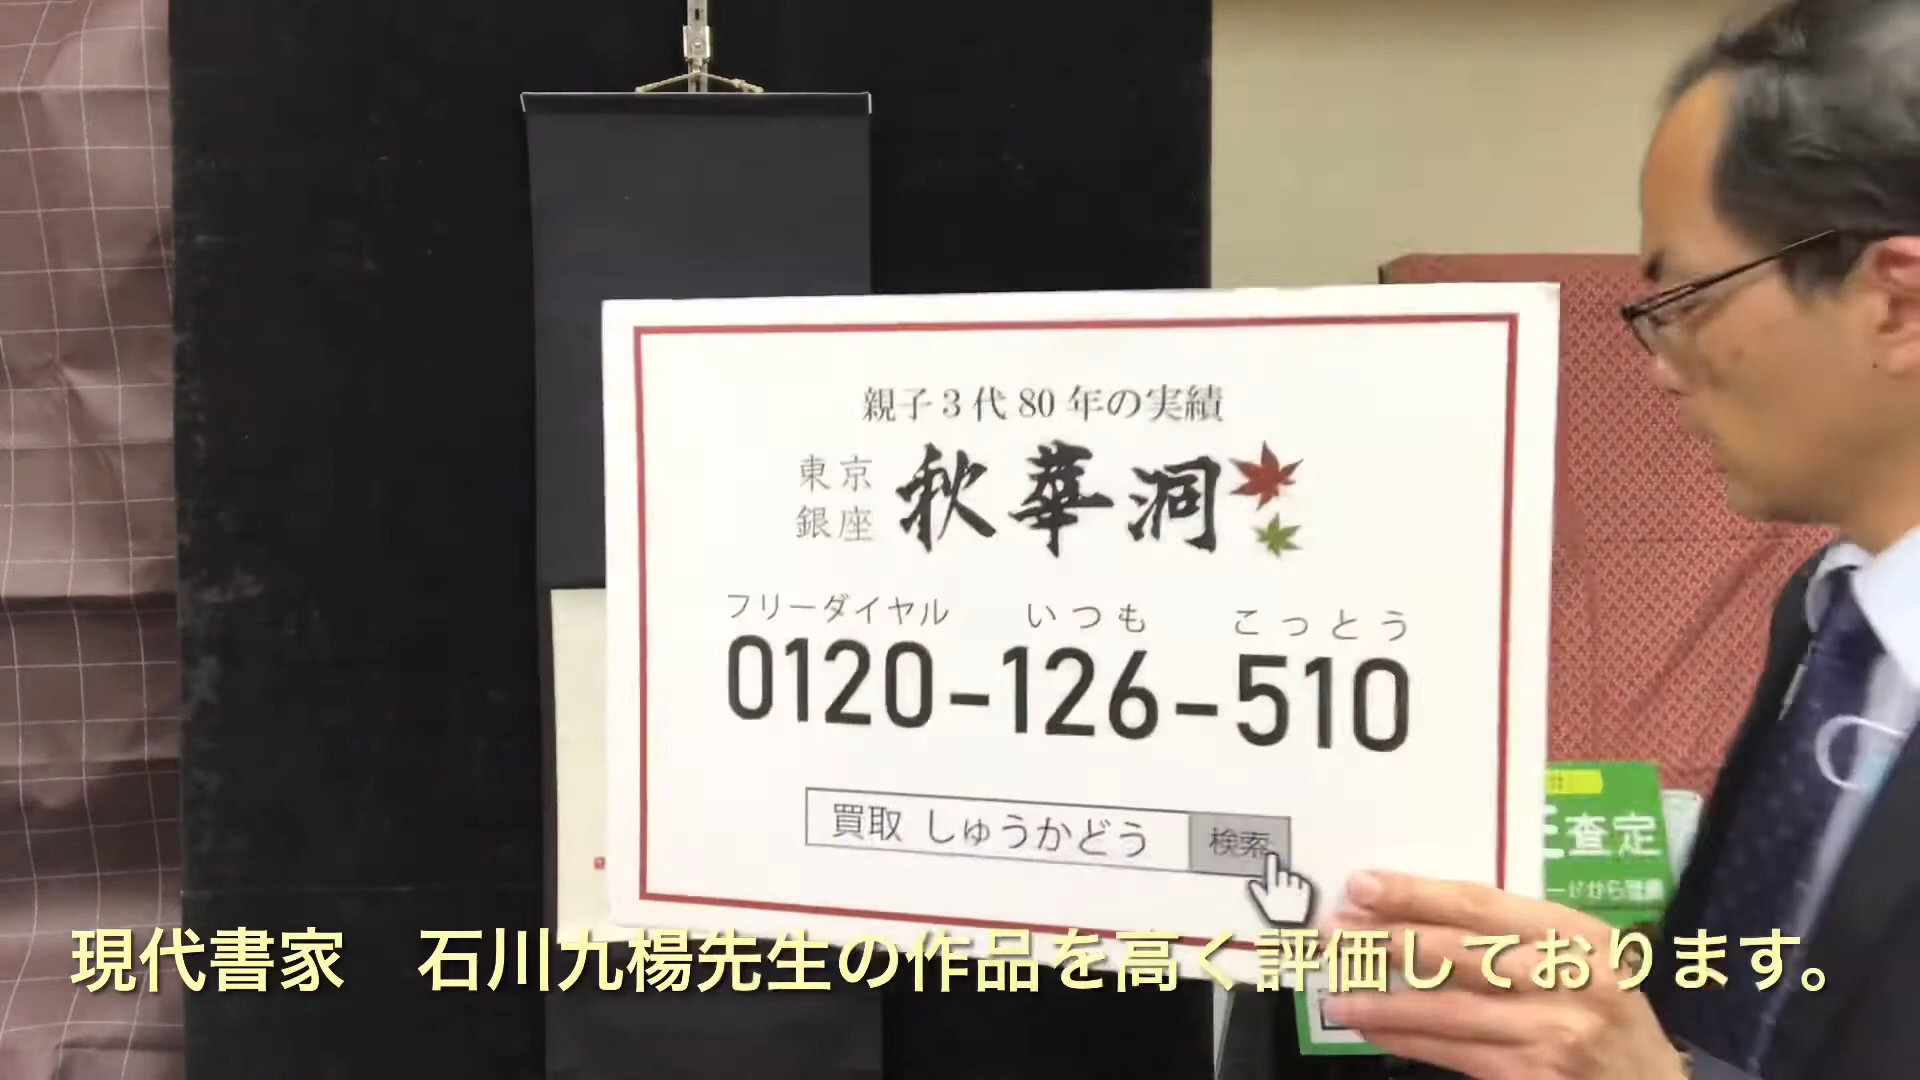 親子3代80年の実績
東京
銀座
秋華洞
フリーダイヤル いつも こっとう
0120-126-510
買取 しゅうかどう 検索
査定
現代書家　石川九楊先生の作品を高く評価しております。